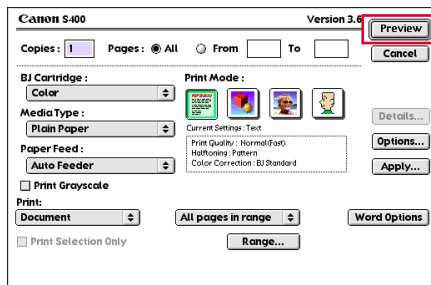 Canon S400 Version 3.6 Preview
Copies : 1 Pages : All From To Cancel
BJ Cartridge : Print Mode :
Color
Media Type : Details...
Plain Paper Current Settings : Text
Paper Feed : Print Quality : Normal(Fast) Options...
Halftoning : Pattern
Auto Feeder Color Correction : BJ Standard Apply...
Print Grayscale
Print:
Document All pages in range Word Options
Print Selection Only Range...